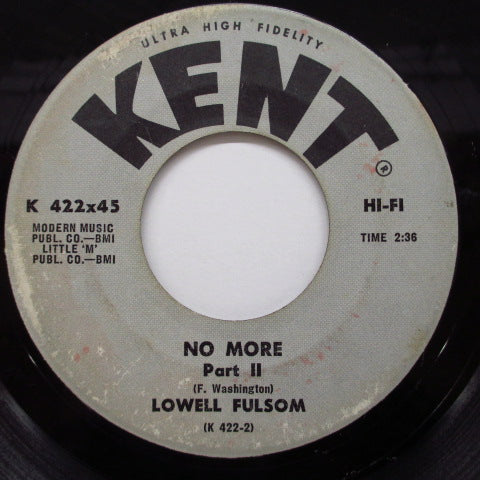 ULTRA HIGH FIDELITY
KENT
®
K 422x45
HI-FI
MODERN MUSIC
PUBL. CO.—BMI
LITTLE 'M'
PUBL. CO.—BMI
TIME 2:36
NO MORE
Part II
(F. Washington)
LOWELL FULSOM
(K 422-2)